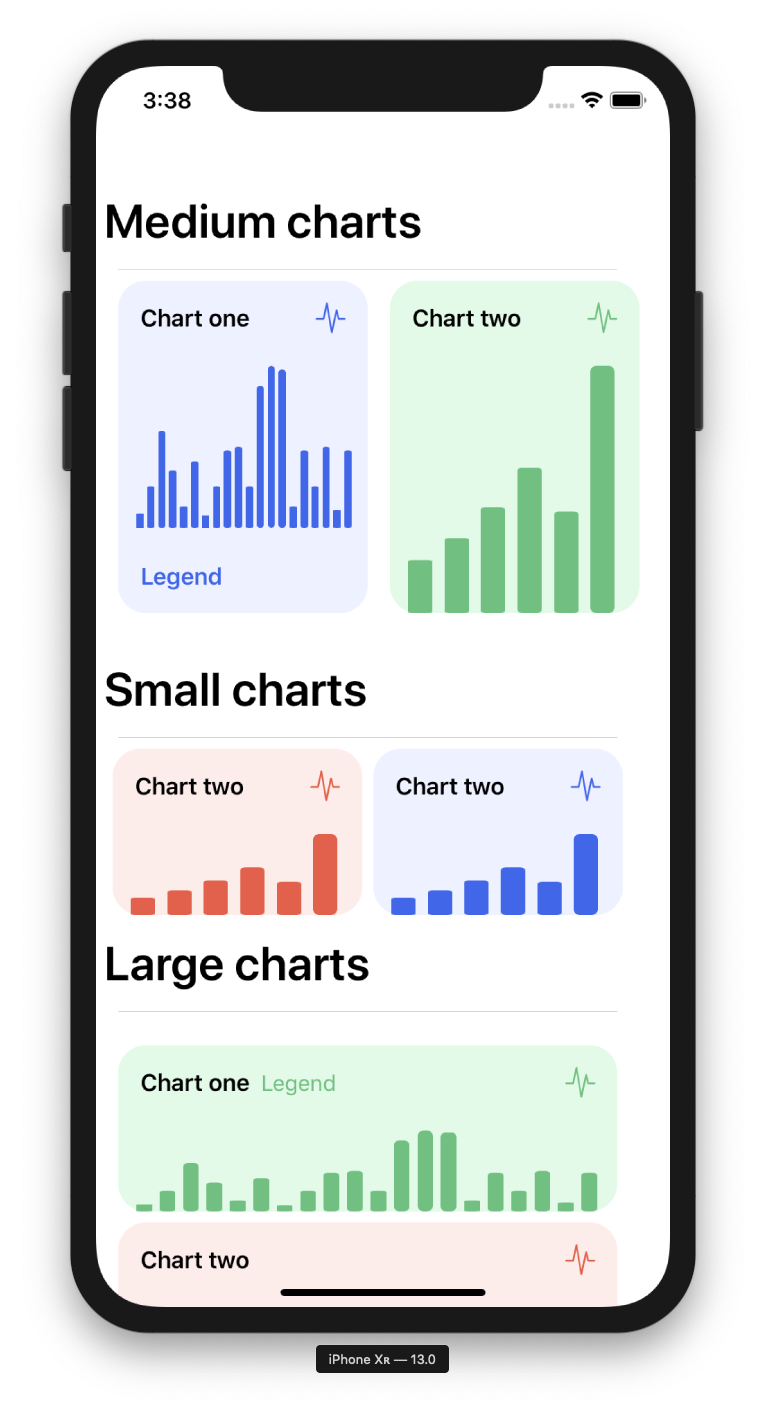 3:38
Medium charts
Chart one
Chart two
Legend
Small charts
Chart two
Chart two
Large charts
Chart one Legend
Chart two
iPhone Xʀ — 13.0